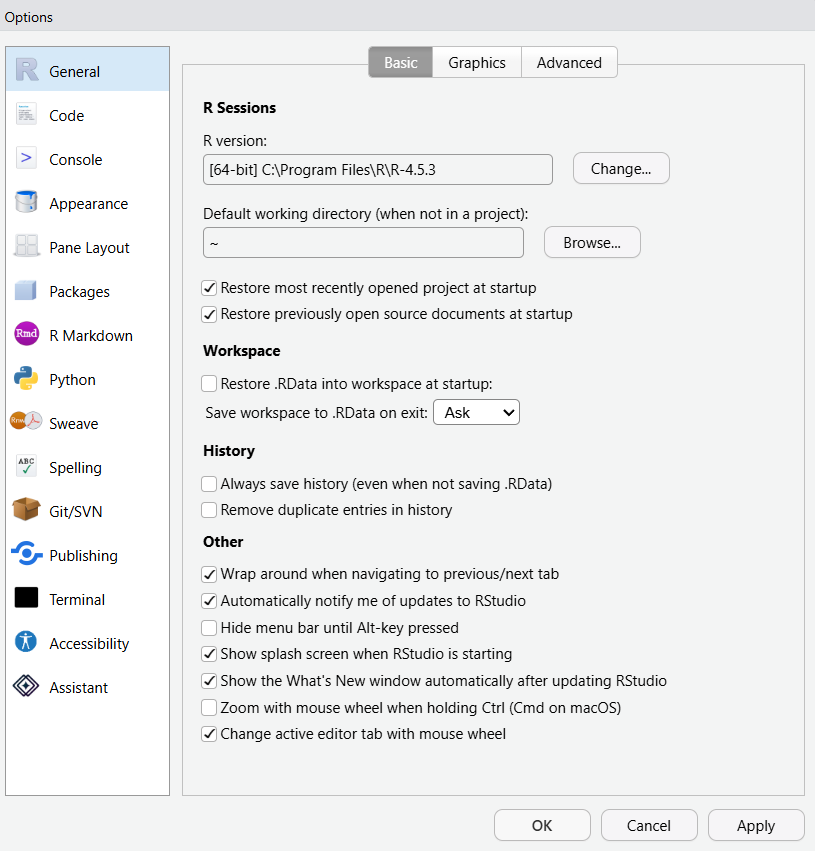 Options
General
Code
Console
Appearance
Pane Layout
Packages
Rmd R Markdown
Python
Rnw Sweave
ABC Spelling
Git/SVN
Publishing
Terminal
Accessibility
Assistant
Basic Graphics Advanced
R Sessions
R version:
[64-bit] C:\Program Files\R\R-4.5.3 Change...
Default working directory (when not in a project):
~ Browse...
Restore most recently opened project at startup
Restore previously open source documents at startup
Workspace
Restore .RData into workspace at startup:
Save workspace to .RData on exit: Ask
History
Always save history (even when not saving .RData)
Remove duplicate entries in history
Other
Wrap around when navigating to previous/next tab
Automatically notify me of updates to RStudio
Hide menu bar until Alt-key pressed
Show splash screen when RStudio is starting
Show the What's New window automatically after updating RStudio
Zoom with mouse wheel when holding Ctrl (Cmd on macOS)
Change active editor tab with mouse wheel
OK Cancel Apply